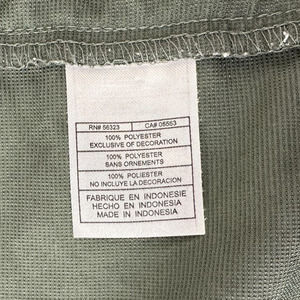 RN# 56323 CA# 05553
100% POLYESTER
EXCLUSIVE OF DECORATION
100% POLYESTER
SANS ORNEMENTS
100% POLIESTER
NO INCLUYE LA DECORACION
FABRIQUE EN INDONESIE
HECHO EN INDONESIA
MADE IN INDONESIA